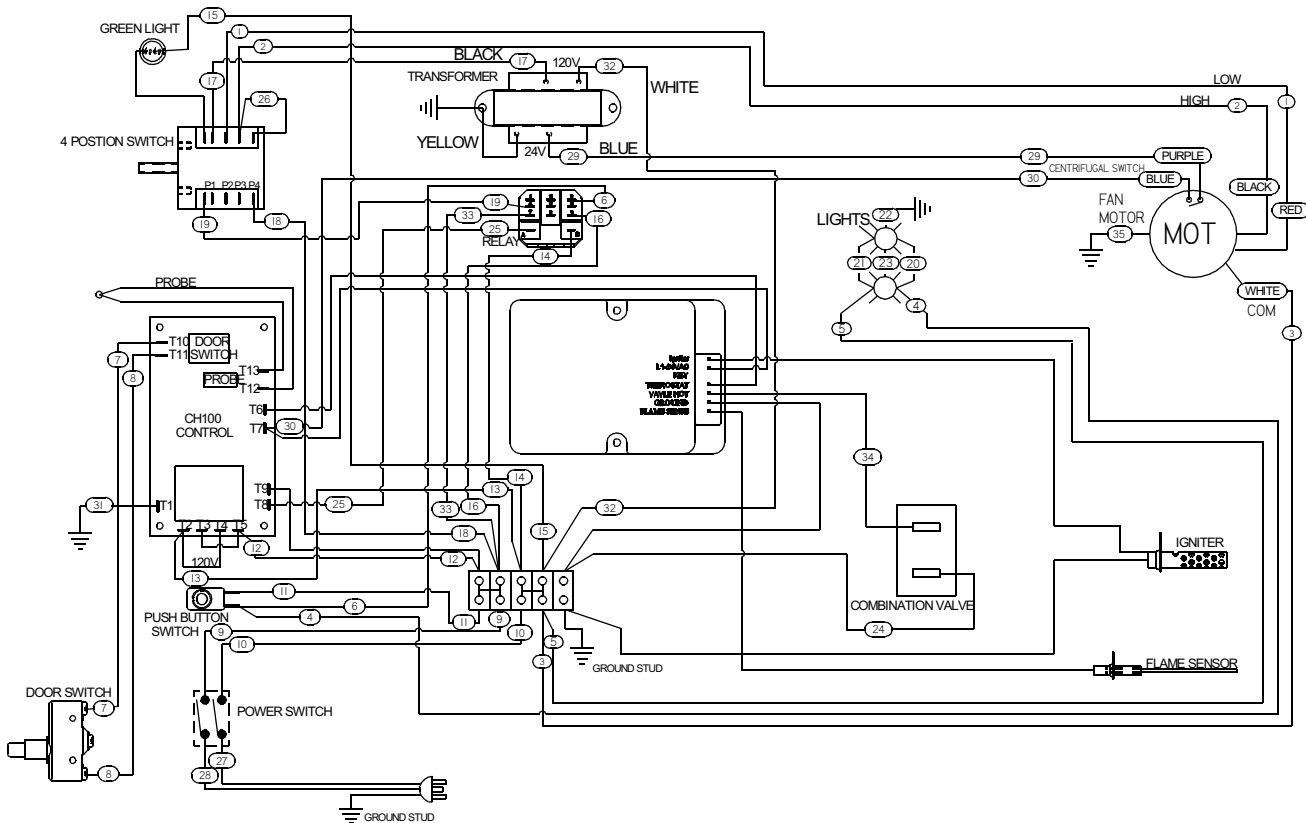 15
GREEN LIGHT
1
2
BLACK
17
120V
32
TRANSFORMER
WHITE
LOW
17
26
HIGH
2
1
4 POSTION SWITCH
YELLOW
24V
BLUE
29
29
PURPLE
CENTRIFUGAL SWITCH
30
BLUE
BLACK
P1 P2 P3 P4
19
18
19
6
33
16
25
RELAY
14
LIGHTS
22
FAN
MOTOR
35
MOT
RED
21
23
20
WHITE
COM
4
5
3
PROBE
T10
DOOR
SWITCH
T11
7
8
T13
PROBE
T12
T6
CH100
CONTROL
T7
30
THERMOSTAT
GROUND
FLAME SENSE
34
T9
T8
25
31
T1
13
14
33
16
15
32
18
T2 T3 T4 T5
12
12
120V
13
11
6
4
PUSH BUTTON
SWITCH
9
10
11
9
10
5
3
GROUND STUD
COMBINATION VALVE
24
IGNITER
FLAME SENSOR
DOOR SWITCH
7
8
POWER SWITCH
27
28
GROUND STUD